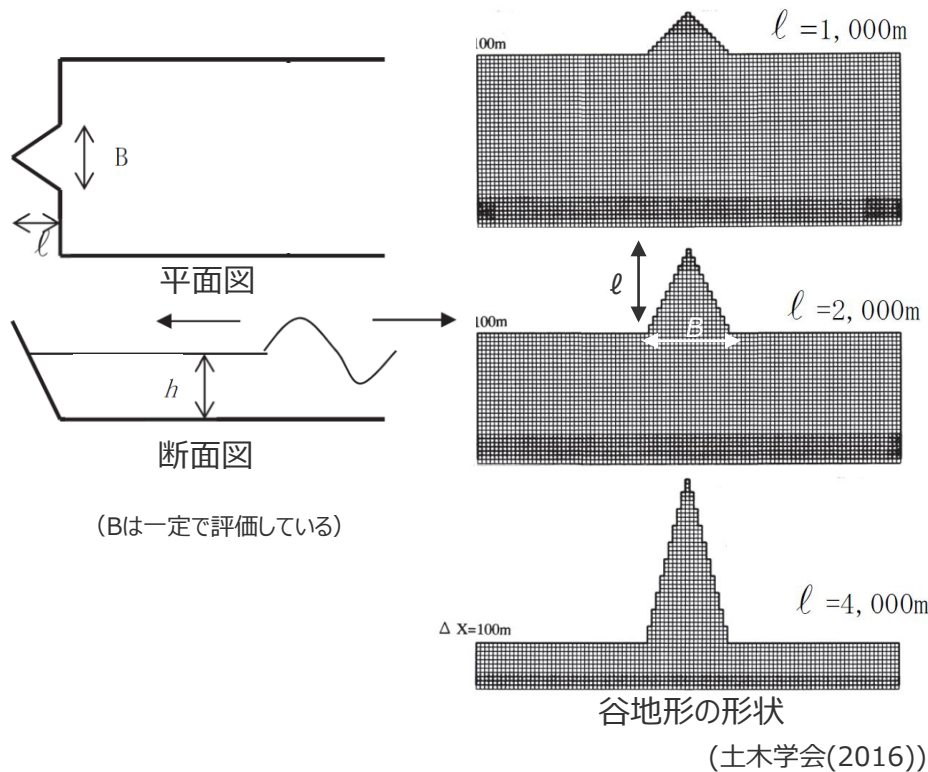 B
ℓ
平面図
h
断面図
（Bは一定で評価している）
100m
ℓ =1, 000m
ℓ
B
100m
ℓ =2, 000m
ℓ =4, 000m
Δ X=100m
谷地形の形状
(土木学会(2016))